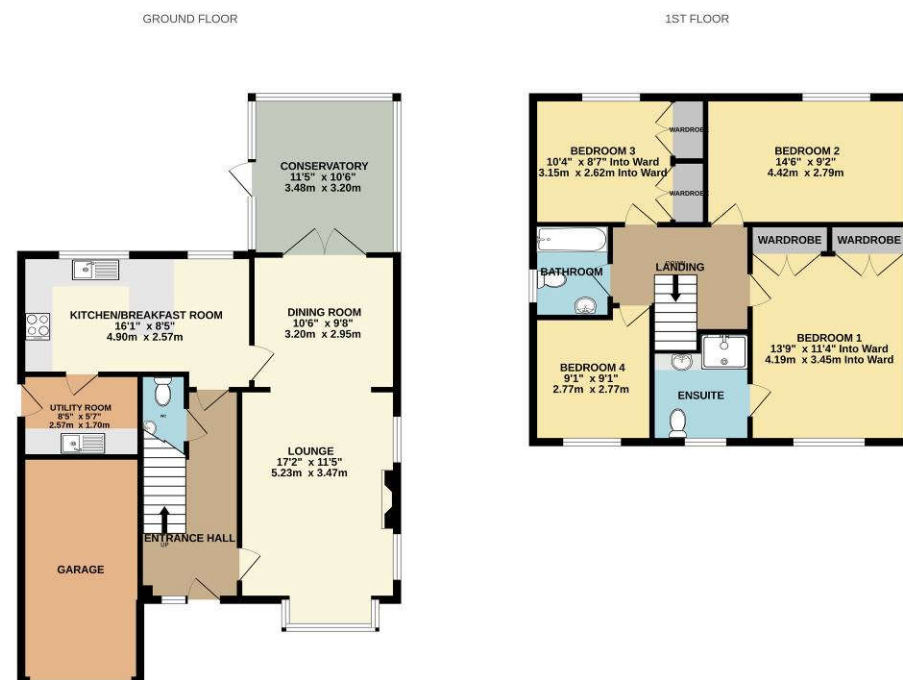 GROUND FLOOR
1ST FLOOR
CONSERVATORY
11'5" x 10'6"
3.48m x 3.20m
KITCHEN/BREAKFAST ROOM
16'1" x 8'5"
4.90m x 2.57m
DINING ROOM
10'6" x 9'8"
3.20m x 2.95m
UTILITY ROOM
8'5" x 5'7"
2.57m x 1.70m
LOUNGE
17'2" x 11'5"
5.23m x 3.47m
ENTRANCE HALL
UP
GARAGE
BEDROOM 3
10'4" x 8'7" Into Ward
3.15m x 2.62m Into Ward
WARDROBE
WARDROBE
BEDROOM 2
14'6" x 9'2"
4.42m x 2.79m
WARDROBE
WARDROBE
BATHROOM
LANDING
BEDROOM 1
13'9" x 11'4" Into Ward
4.19m x 3.45m Into Ward
BEDROOM 4
9'1" x 9'1"
2.77m x 2.77m
ENSUITE